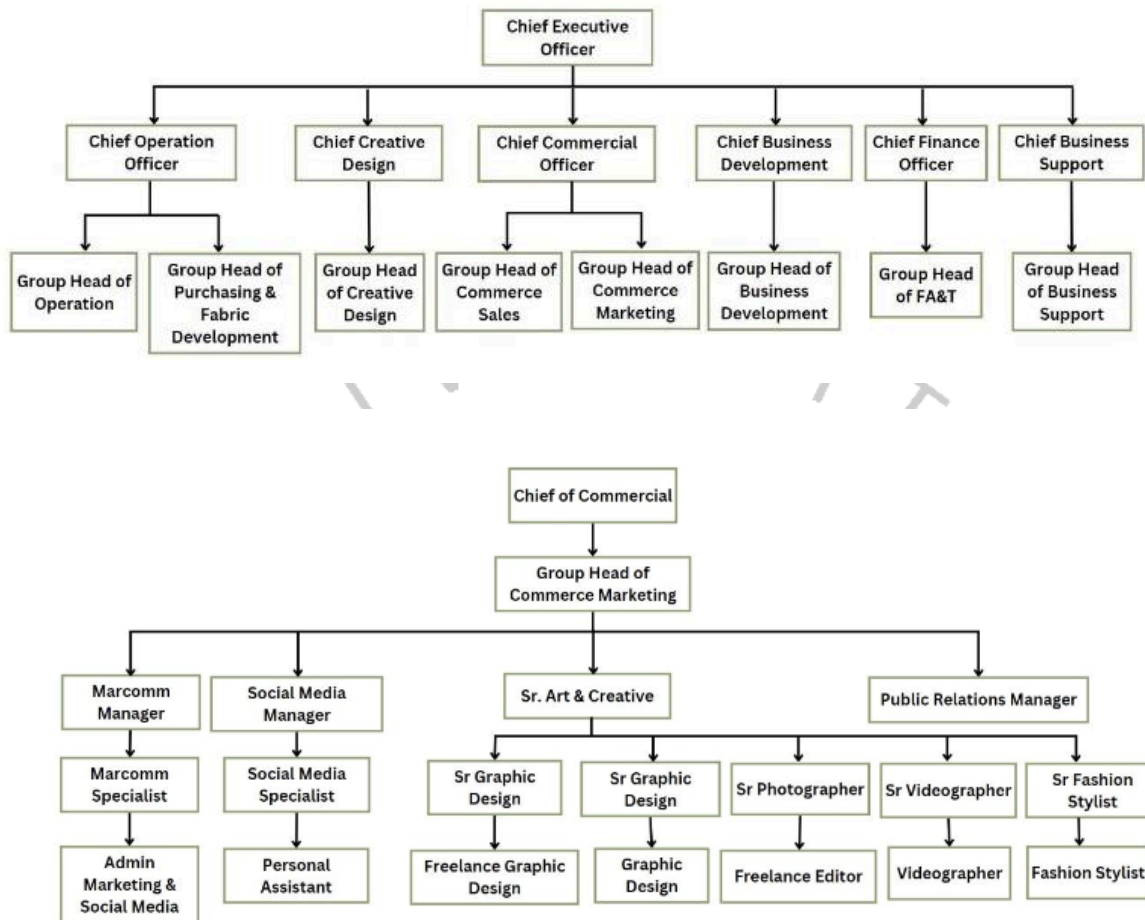 Chief Executive
Officer
Chief Operation
Officer
Chief Creative
Design
Chief Commercial
Officer
Chief Business
Development
Chief Finance
Officer
Chief Business
Support
Group Head of
Operation
Group Head of
Purchasing &
Fabric
Development
Group Head
of Creative
Design
Group Head of
Commerce
Sales
Group Head of
Commerce
Marketing
Group Head of
Business
Development
Group Head
of FA&T
Group Head
of Business
Support
Chief of Commercial
Group Head of
Commerce Marketing
Marcomm
Manager
Social Media
Manager
Sr. Art & Creative
Public Relations Manager
Marcomm
Specialist
Social Media
Specialist
Sr Graphic
Design
Sr Graphic
Design
Sr Photographer
Sr Videographer
Sr Fashion
Stylist
Admin
Marketing &
Social Media
Personal
Assistant
Freelance Graphic
Design
Graphic
Design
Freelance Editor
Videographer
Fashion Stylist